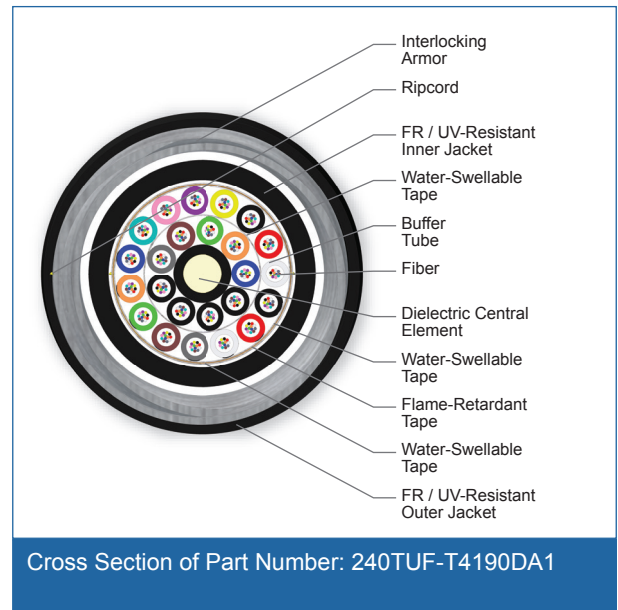 Interlocking
Armor
Ripcord
FR / UV-Resistant
Inner Jacket
Water-Swellable
Tape
Buffer
Tube
Fiber
Dielectric Central
Element
Water-Swellable
Tape
Flame-Retardant
Tape
Water-Swellable
Tape
FR / UV-Resistant
Outer Jacket
Cross Section of Part Number: 240TUF-T4190DA1